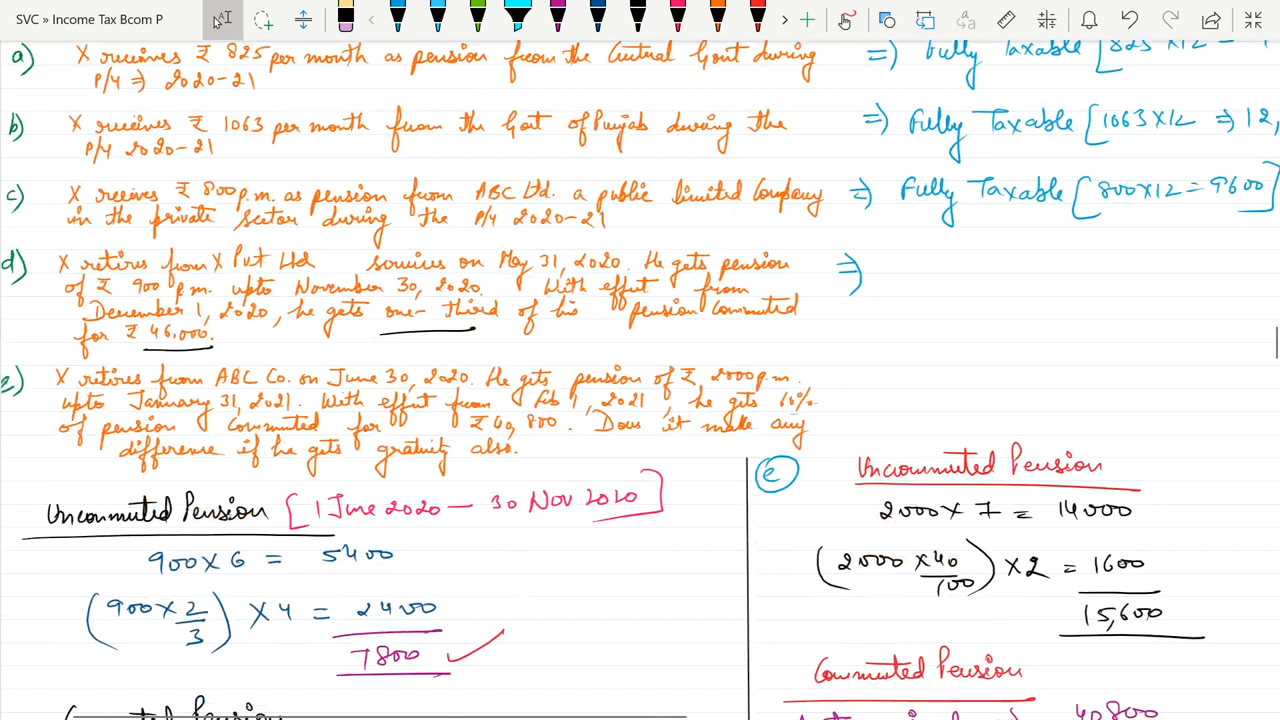 SVC » Income Tax Bcom P
a) X receives ₹ 825 per month as pension from the Central Govt during
P/Y => 2020-21
=> Fully Taxable [825 X12 =
b) X receives ₹ 1063 per month from the Govt of Punjab during the
P/Y 2020-21
=> Fully Taxable [1063 X12 => 12,
c) X receives ₹ 800 p.m. as pension from ABC Ltd. a public limited Company
in the private sector during the P/Y 2020-21
=> Fully Taxable [800 X12 = 9600]
d) X retires from X Pvt Ltd services on May 31, 2020. He gets pension
of ₹ 900 p.m. upto November 30, 2020. With effect from
December 1, 2020, he gets one-third of his pension commuted
for ₹ 46,000.
=>
e) X retires from ABC Co. on June 30, 2020. He gets pension of ₹ 2000 p.m.
upto January 31, 2021. With effect from Feb 1, 2021, he gets 60%
of pension commuted for ₹ 40,800. Does it make any
difference if he gets gratuity also.
Uncommuted Pension [1 June 2020 — 30 Nov 2020]
900 X 6 = 5400
(900 X 2/3) X 4 = 2400
7800
e
Uncommuted Pension
2000 X 7 = 14000
(2000 X 40/100) X 2 = 1600
15,600
Commuted Pension
40,800